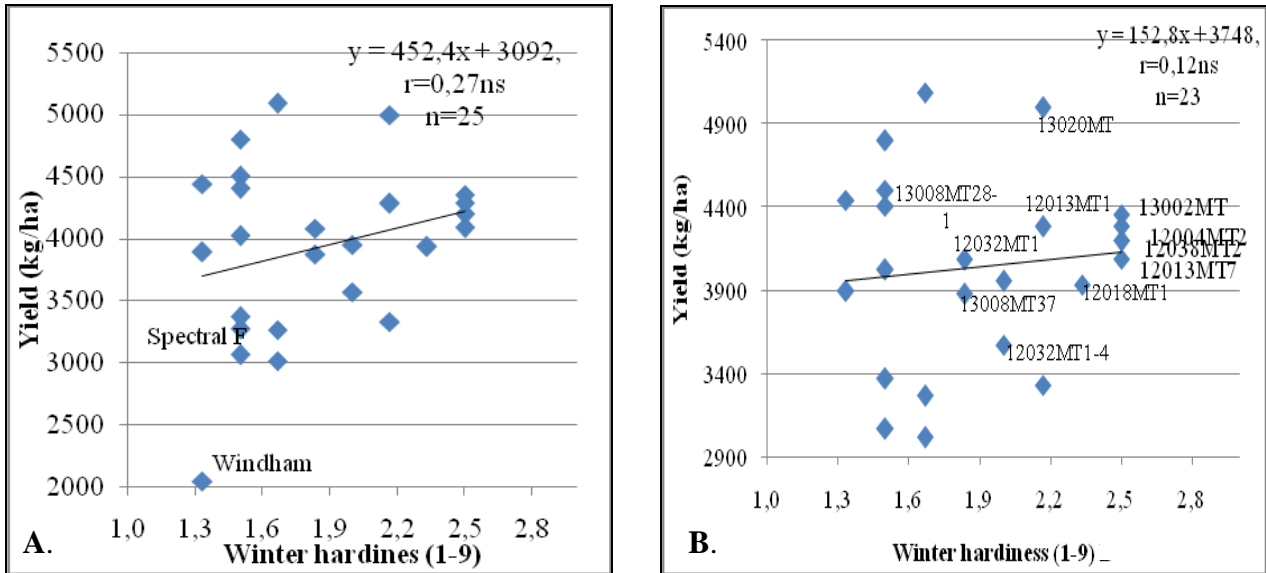 5500
5000
4500
4000
3500
3000
2500
2000
Yield (kg/ha)
y = 452,4x + 3092,
r=0,27ns
n=25
Spectral F
Windham
1,0 1,3 1,6 1,9 2,2 2,5 2,8
Winter hardines (1-9)
A.
5400
4900
4400
3900
3400
2900
Yield (kg/ha)
y = 152,8x +3748,
r=0,12ns
n=23
13020MT
13008MT28-
1
12013MT1
13002MT
12004MT2
12032MT1
12038MT2
12013MT7
13008MT37
12018MT1
12032MT1-4
1,0 1,3 1,6 1,9 2,2 2,5 2,8
Winter hardiness (1-9) _
B.